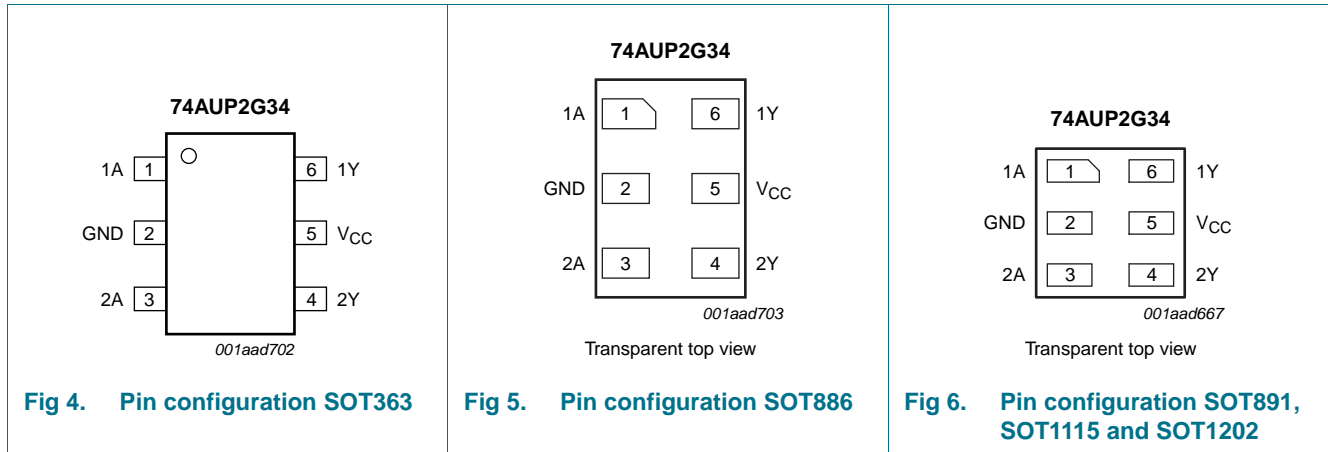 74AUP2G34
1A 1 6 1Y
GND 2 5 VCC
2A 3 4 2Y
001aad702
Fig 4. Pin configuration SOT363
74AUP2G34
1A 1 6 1Y
GND 2 5 VCC
2A 3 4 2Y
001aad703
Transparent top view
Fig 5. Pin configuration SOT886
74AUP2G34
1A 1 6 1Y
GND 2 5 VCC
2A 3 4 2Y
001aad667
Transparent top view
Fig 6. Pin configuration SOT891,
SOT1115 and SOT1202